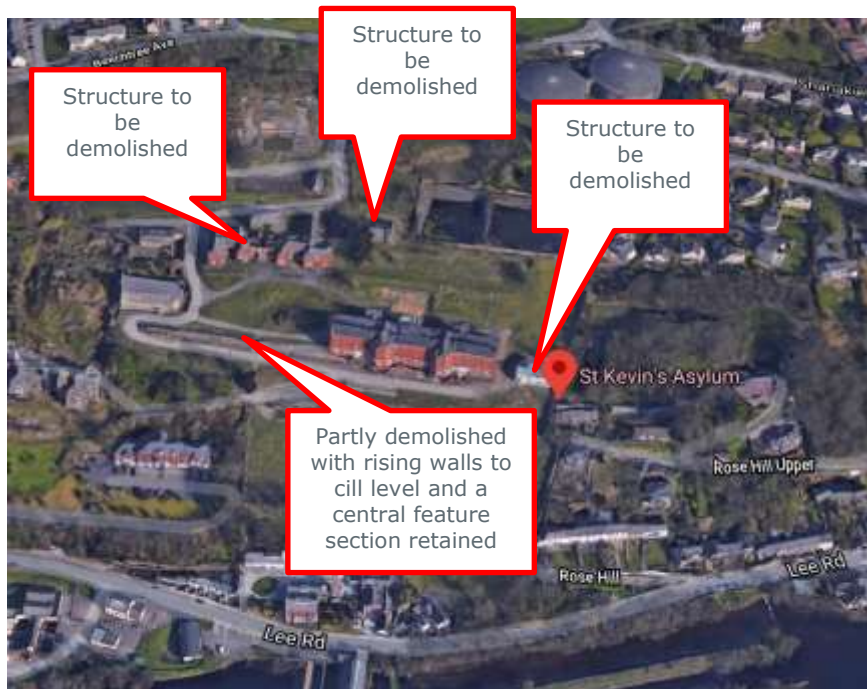 Structure to
be
demolished
Structure to
be
demolished
Structure to
be
demolished
St Kevin's Asylum
Partly demolished
with rising walls to
cill level and a
central feature
section retained
Rose Hill Upper
Rose Hill
Lee Rd
Lee Rd